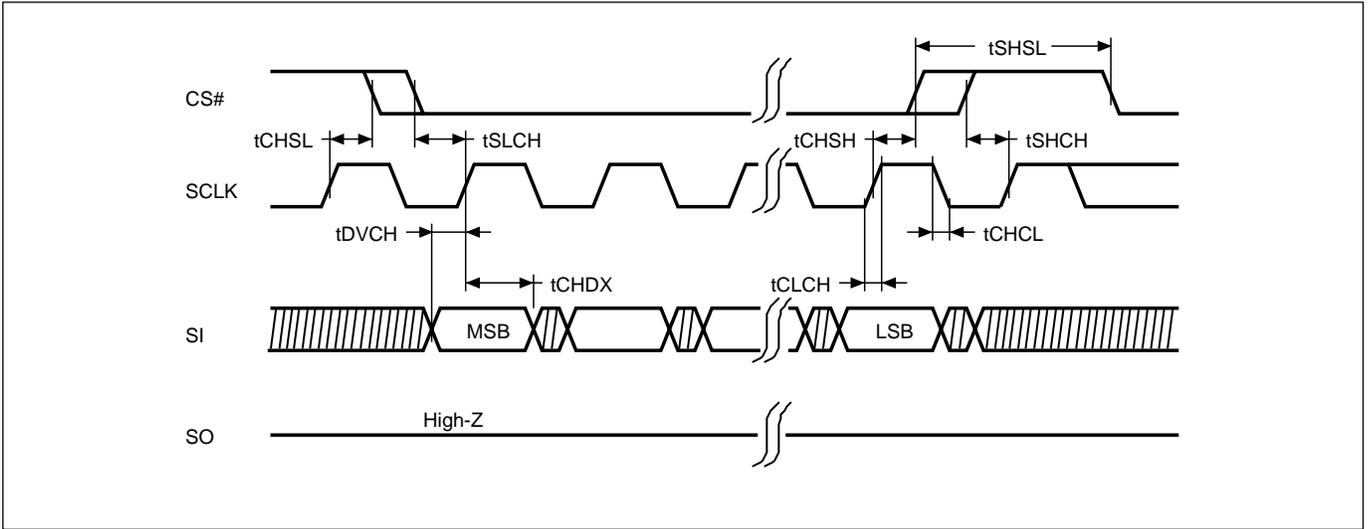 tSHSL
CS#
tCHSL
tSLCH
tCHSH
tSHCH
SCLK
tDVCH
tCHCL
tCHDX
tCLCH
SI
MSB
LSB
High-Z
SO